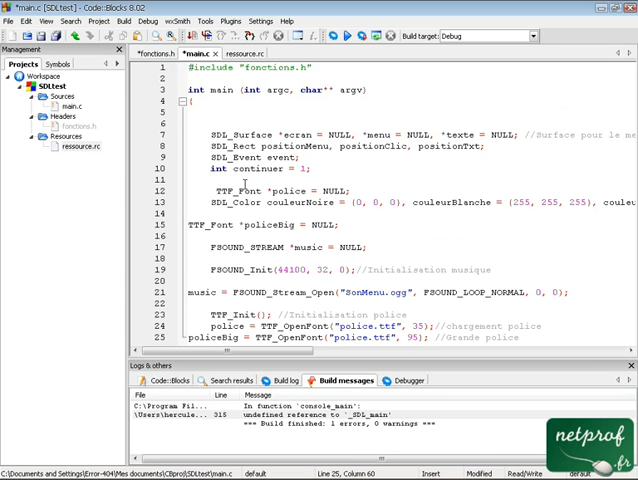 *main.c [SDLtest] - Code::Blocks 8.02
File Edit View Search Project Build Debug wxSmith Tools Plugins Settings Help
Build target: Debug
Management
Projects Symbols
Workspace
SDLtest
Sources
main.c
Headers
fonctions.h
Resources
ressource.rc
*fonctions.h *main.c ressource.rc
1 #include "fonctions.h"
2
3 int main (int argc, char** argv)
4 {
5
6
7 SDL_Surface *ecran = NULL, *menu = NULL, *texte = NULL; //Surface pour le me
8 SDL_Rect positionMenu, positionClic, positionTxt;
9 SDL_Event event;
10 int continuer = 1;
11
12 TTF_Font *police = NULL;
13 SDL_Color couleurNoire = {0, 0, 0}, couleurBlanche = {255, 255, 255}, couleu
14
15 TTF_Font *policeBig = NULL;
16
17 FSOUND_STREAM *music = NULL;
18
19 FSOUND_Init(44100, 32, 0);//Initialisation musique
20
21 music = FSOUND_Stream_Open("SonMenu.ogg", FSOUND_LOOP_NORMAL, 0, 0);
22
23 TTF_Init(); //Initialisation police
24 police = TTF_OpenFont("police.ttf", 35);//chargement police
25 policeBig = TTF_OpenFont("police.ttf", 95); //Grande police
Logs & others
Code::Blocks Search results Build log Build messages Debugger
File Line Message
C:\Program Fil... In function `console_main':
\Users\hercule... 315 undefined reference to `_SDL_main'
=== Build finished: 1 errors, 0 warnings ===
netprof
.fr
C:\Documents and Settings\Error-404\Mes documents\CBproj\SDLtest\main.c default Line 25, Column 60 Insert Modified Read/Write default